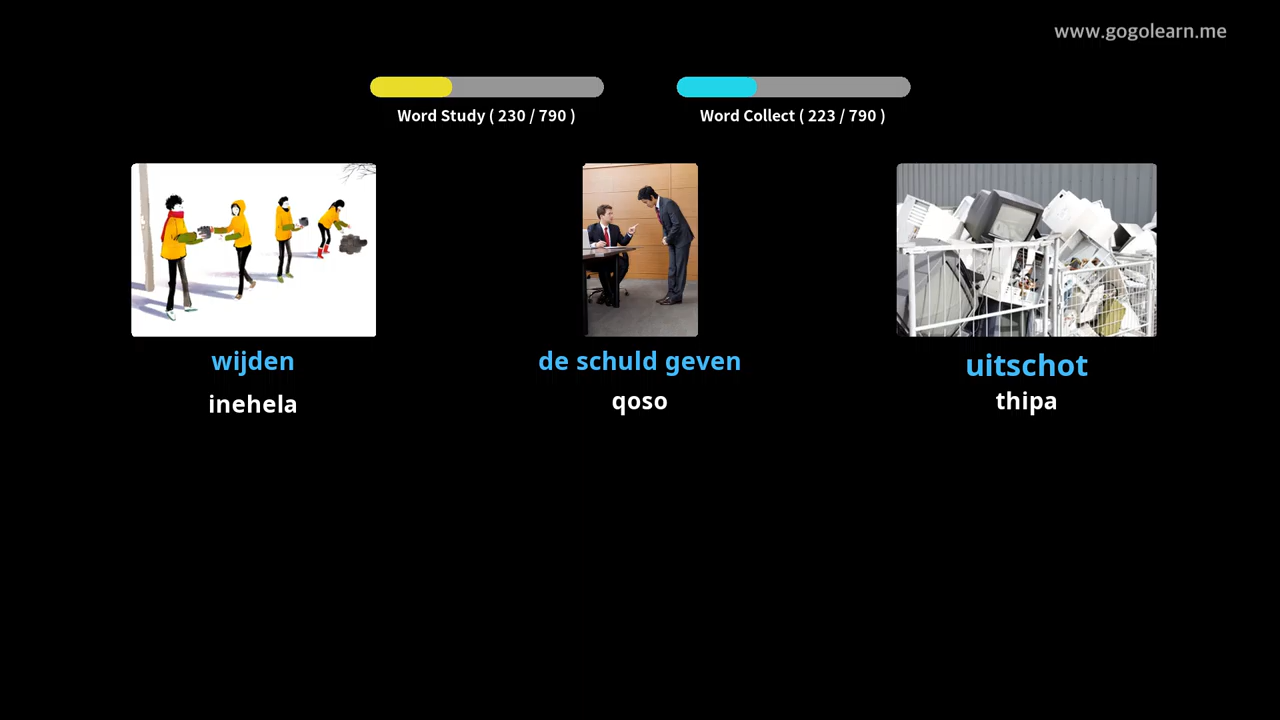 www.gogolearn.me
Word Study ( 230 / 790 )
Word Collect ( 223 / 790 )
wijden
de schuld geven
uitschot
inehela
qoso
thipa